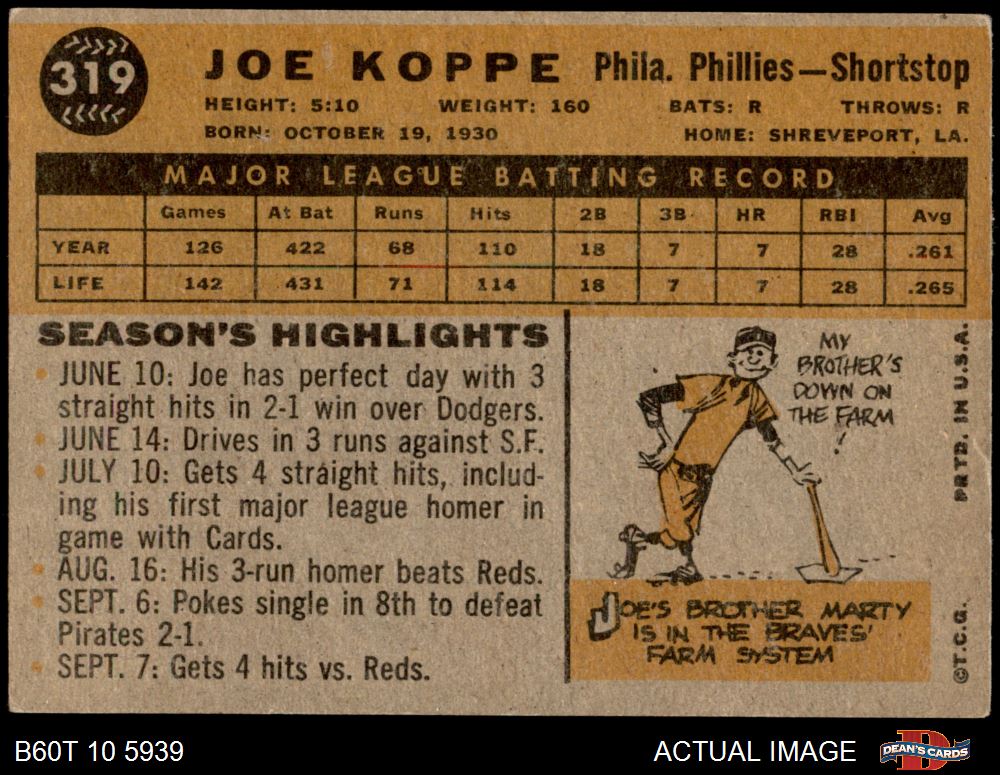 319
JOE KOPPE Phila. Phillies—Shortstop
HEIGHT: 5:10 WEIGHT: 160 BATS: R THROWS: R
BORN: OCTOBER 19, 1930 HOME: SHREVEPORT, LA.
MAJOR LEAGUE BATTING RECORD
Games At Bat Runs Hits 2B 3B HR RBI Avg
YEAR 126 422 68 110 18 7 7 28 .261
LIFE 142 431 71 114 18 7 7 28 .265
SEASON'S HIGHLIGHTS
• JUNE 10: Joe has perfect day with 3
straight hits in 2-1 win over Dodgers.
• JUNE 14: Drives in 3 runs against S.F.
• JULY 10: Gets 4 straight hits, includ-
ing his first major league homer in
game with Cards.
• AUG. 16: His 3-run homer beats Reds.
• SEPT. 6: Pokes single in 8th to defeat
Pirates 2-1.
• SEPT. 7: Gets 4 hits vs. Reds.
MY
BROTHER'S
DOWN ON
THE FARM
!
JOE'S BROTHER MARTY
IS IN THE BRAVES'
FARM SYSTEM
PRTD. IN U.S.A.
©T.C.G.
B60T 10 5939
ACTUAL IMAGE
DEAN'S CARDS